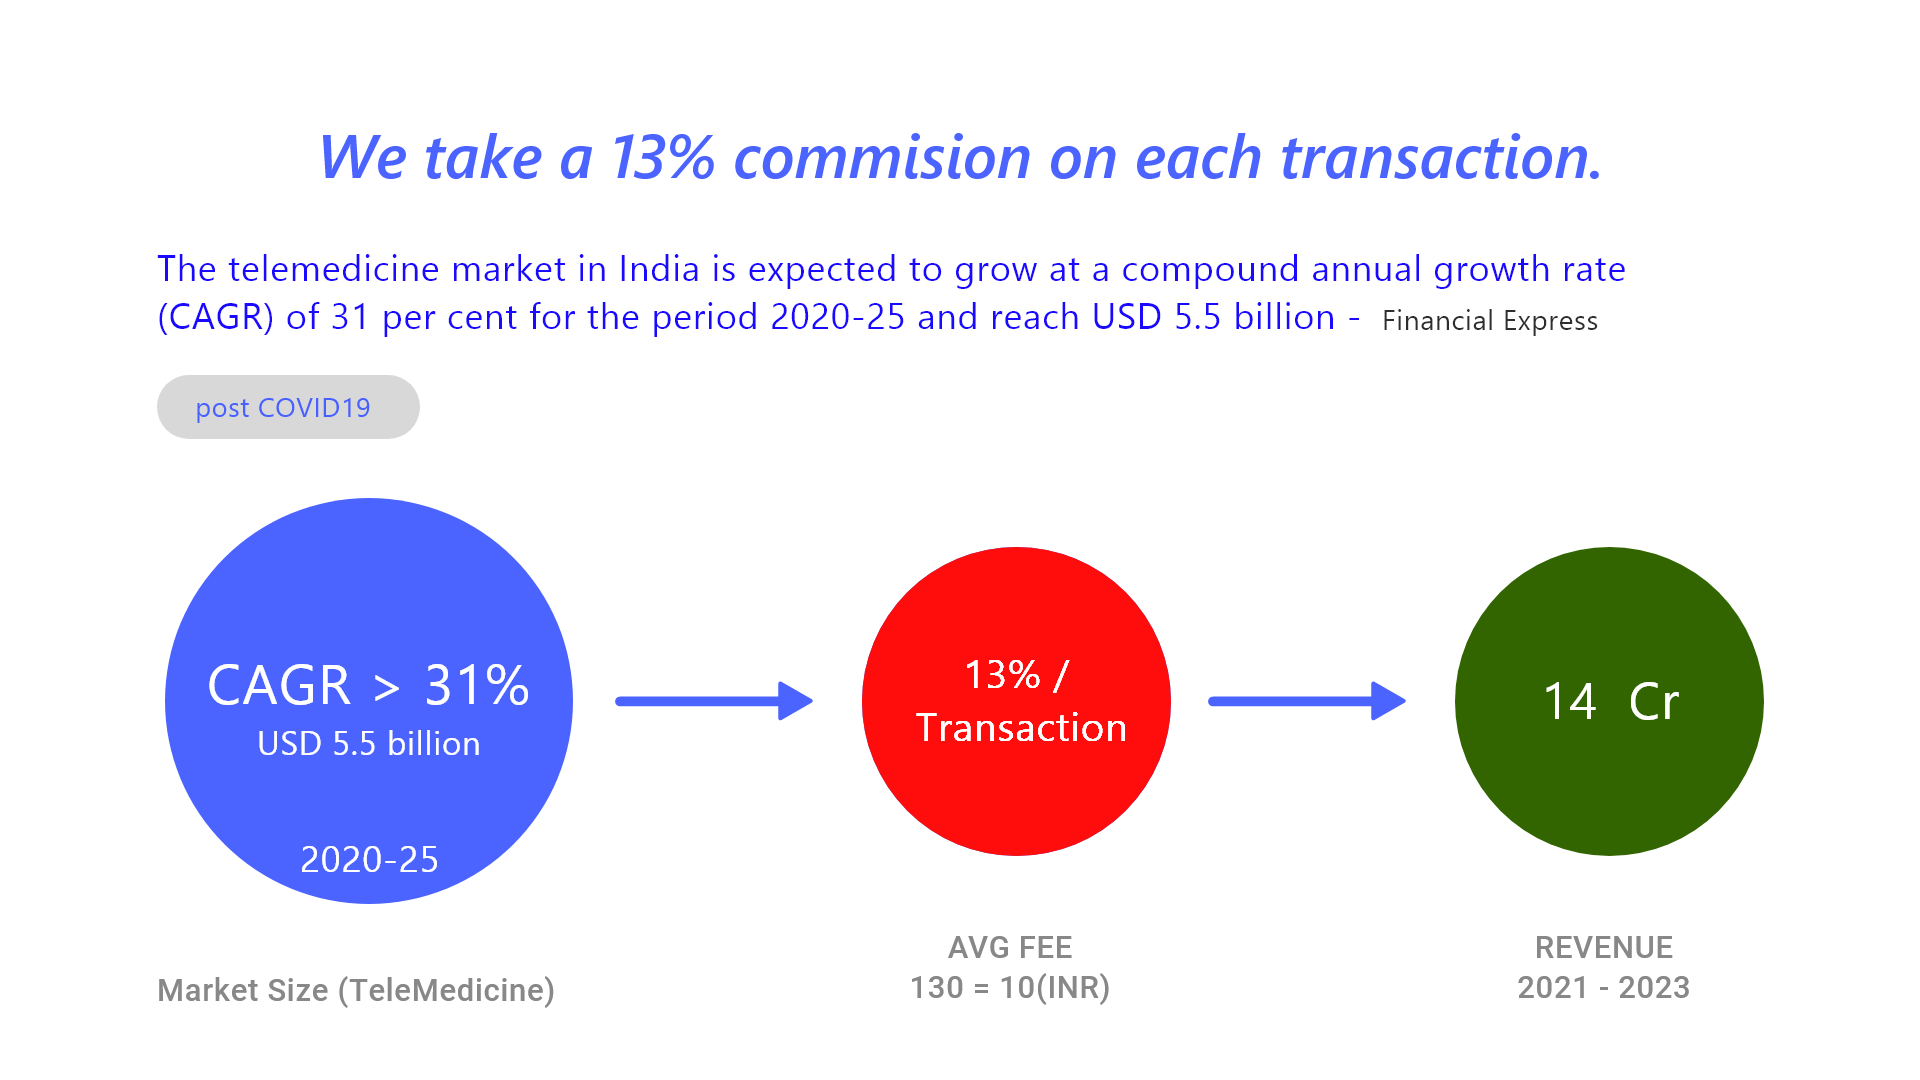 We take a 13% commision on each transaction.
The telemedicine market in India is expected to grow at a compound annual growth rate
(CAGR) of 31 per cent for the period 2020-25 and reach USD 5.5 billion - Financial Express
post COVID19
CAGR > 31%
USD 5.5 billion
2020-25
Market Size (TeleMedicine)
13% /
Transaction
AVG FEE
130 = 10(INR)
14 Cr
REVENUE
2021 - 2023